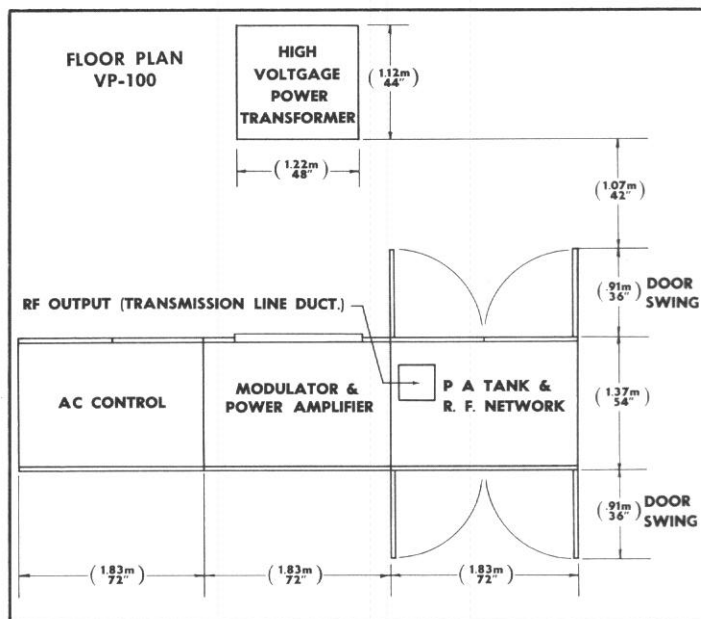 FLOOR PLAN
VP-100
HIGH
VOLTGAGE
POWER
TRANSFORMER
(1.12m
44")
(1.22m
48")
(1.07m
42")
(.91m
36")
DOOR
SWING
RF OUTPUT (TRANSMISSION LINE DUCT.)
AC CONTROL
MODULATOR &
POWER AMPLIFIER
P A TANK &
R. F. NETWORK
(1.37m
54")
(.91m
36")
DOOR
SWING
(1.83m
72")
(1.83m
72")
(1.83m
72")